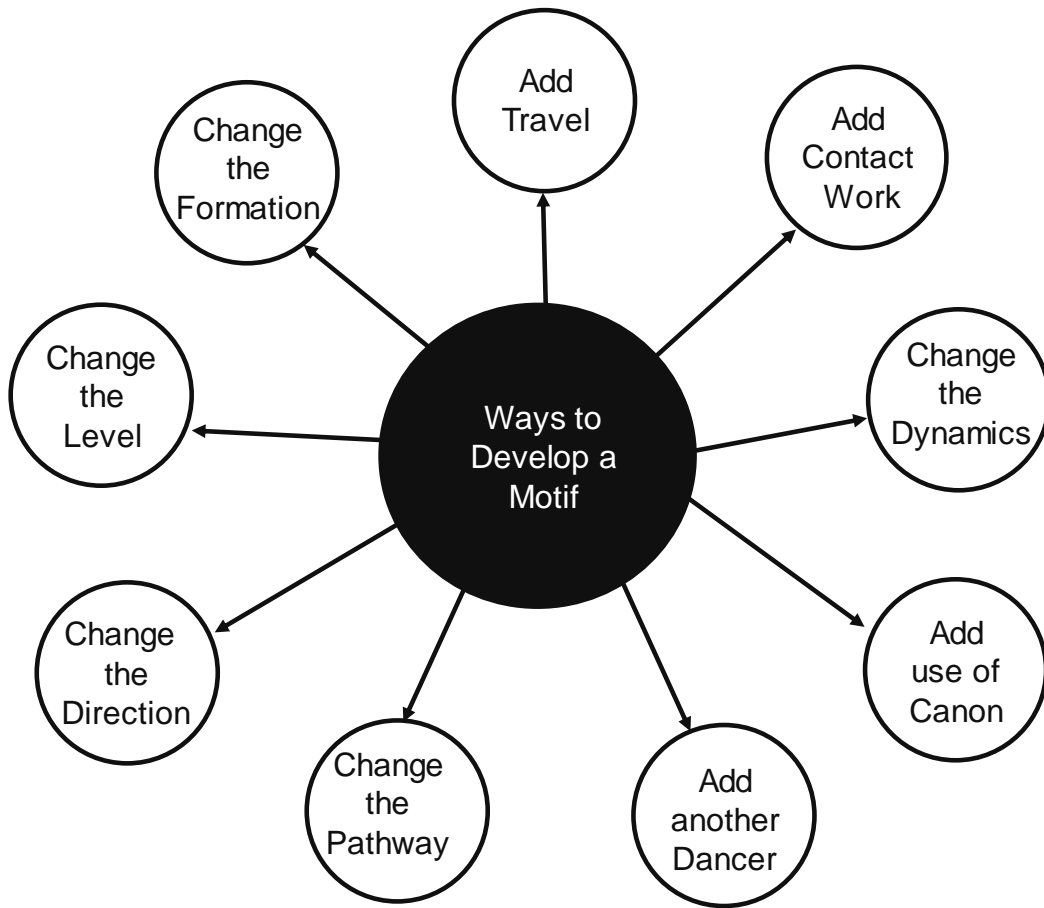 Add
Travel
Add
Contact
Work
Change
the
Dynamics
Add
use of
Canon
Add
another
Dancer
Change
the
Pathway
Change
the
Direction
Change
the
Level
Change
the
Formation
Ways to
Develop a
Motif